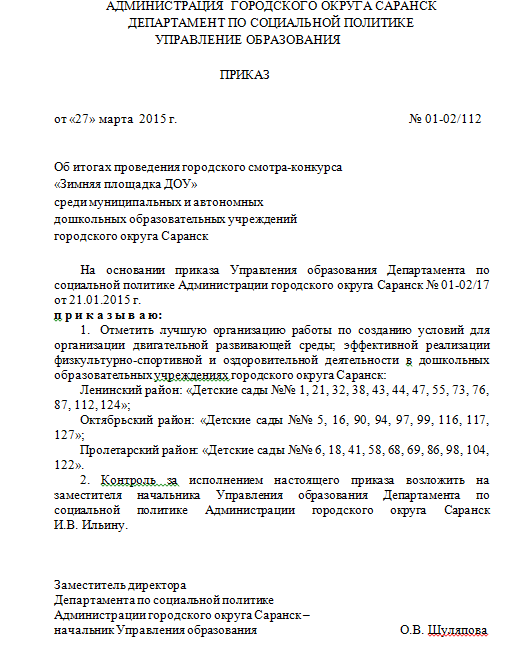 АДМИНИСТРАЦИЯ ГОРОДСКОГО ОКРУГА САРАНСК
ДЕПАРТАМЕНТ ПО СОЦИАЛЬНОЙ ПОЛИТИКЕ
УПРАВЛЕНИЕ ОБРАЗОВАНИЯ
ПРИКАЗ
от «27» марта 2015 г. № 01-02/112
Об итогах проведения городского смотра-конкурса
«Зимняя площадка ДОУ»
среди муниципальных и автономных
дошкольных образовательных учреждений
городского округа Саранск
На основании приказа Управления образования Департамента по
социальной политике Администрации городского округа Саранск № 01-02/17
от 21.01.2015 г.
п р и к а з ы в а ю:
1. Отметить лучшую организацию работы по созданию условий для
организации двигательной развивающей среды; эффективной реализации
физкультурно-спортивной и оздоровительной деятельности в дошкольных
образовательных учреждениях городского округа Саранск:
Ленинский район: «Детские сады №№ 1, 21, 32, 38, 43, 44, 47, 55, 73, 76,
87, 112, 124»;
Октябрьский район: «Детские сады №№ 5, 16, 90, 94, 97, 99, 116, 117,
127»;
Пролетарский район: «Детские сады №№ 6, 18, 41, 58, 68, 69, 86, 98, 104,
122».
2. Контроль за исполнением настоящего приказа возложить на
заместителя начальника Управления образования Департамента по
социальной политике Администрации городского округа Саранск
И.В. Ильину.
Заместитель директора
Департамента по социальной политике
Администрации городского округа Саранск –
начальник Управления образования О.В. Шуляпова